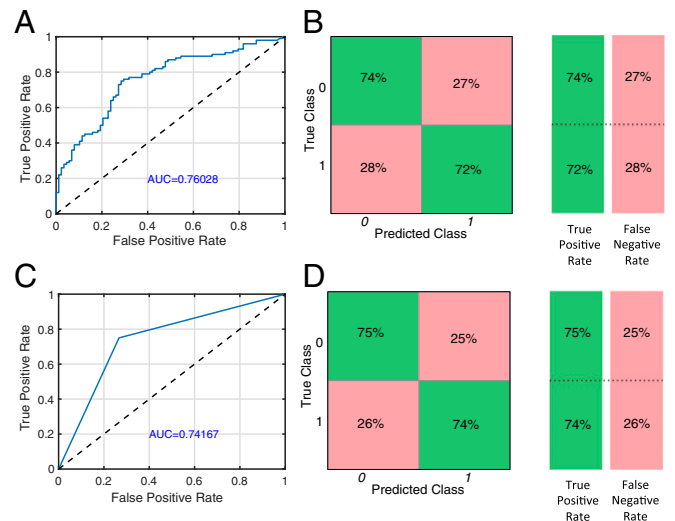 A
1
0.8
0.6
0.4
0.2
0
0 0.2 0.4 0.6 0.8 1
True Positive Rate
False Positive Rate
AUC=0.76028
B
True Class
0
1
74% 27%
28% 72%
0 1
Predicted Class
74% 27%
72% 28%
True
Positive
Rate
False
Negative
Rate
C
1
0.8
0.6
0.4
0.2
0
0 0.2 0.4 0.6 0.8 1
True Positive Rate
False Positive Rate
AUC=0.74167
D
True Class
0
1
75% 25%
26% 74%
0 1
Predicted Class
75% 25%
74% 26%
True
Positive
Rate
False
Negative
Rate